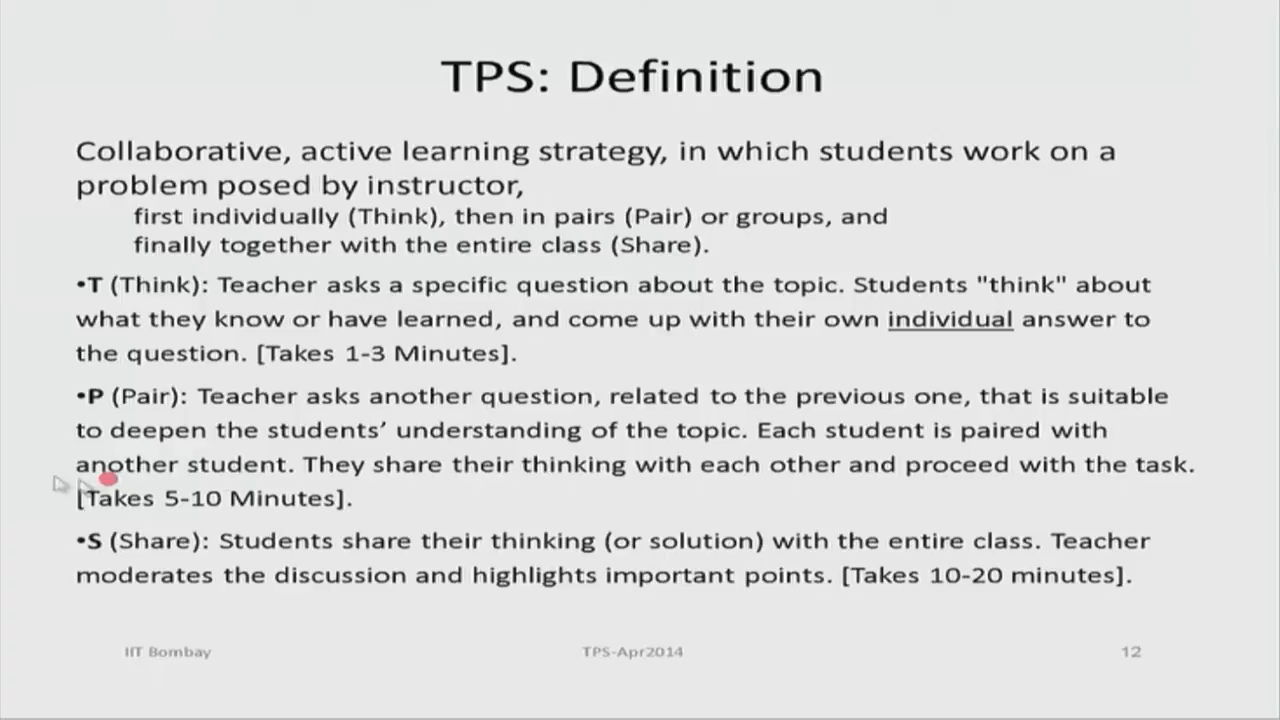 TPS: Definition
Collaborative, active learning strategy, in which students work on a
problem posed by instructor,
first individually (Think), then in pairs (Pair) or groups, and
finally together with the entire class (Share).
•T (Think): Teacher asks a specific question about the topic. Students "think" about
what they know or have learned, and come up with their own individual answer to
the question. [Takes 1-3 Minutes].
•P (Pair): Teacher asks another question, related to the previous one, that is suitable
to deepen the students’ understanding of the topic. Each student is paired with
another student. They share their thinking with each other and proceed with the task.
[Takes 5-10 Minutes].
•S (Share): Students share their thinking (or solution) with the entire class. Teacher
moderates the discussion and highlights important points. [Takes 10-20 minutes].
IIT Bombay TPS-Apr2014 12